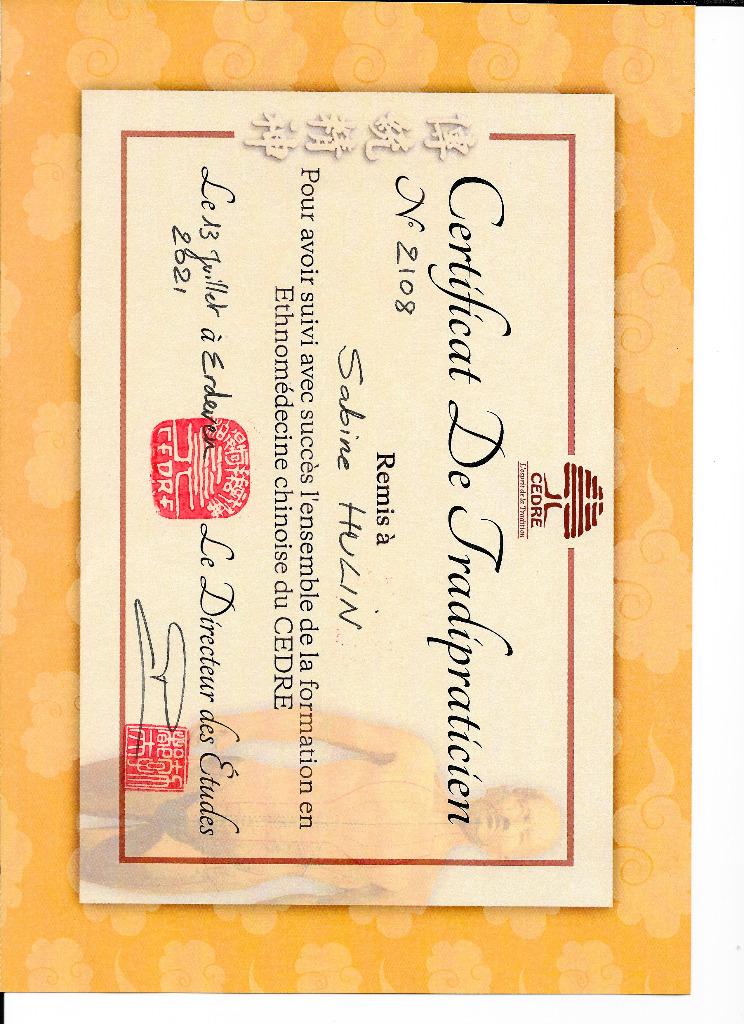 CEDRE
L'esprit de la Tradition
Certificat De Tradipraticien
N° 2108
Remis à
Sabine HULIN
Pour avoir suivi avec succès l'ensemble de la formation en
Ethnomédecine chinoise du CEDRE
Le 13 Juillet à Erdeven
2021
Le Directeur des Études
傳統精神
CEDRE